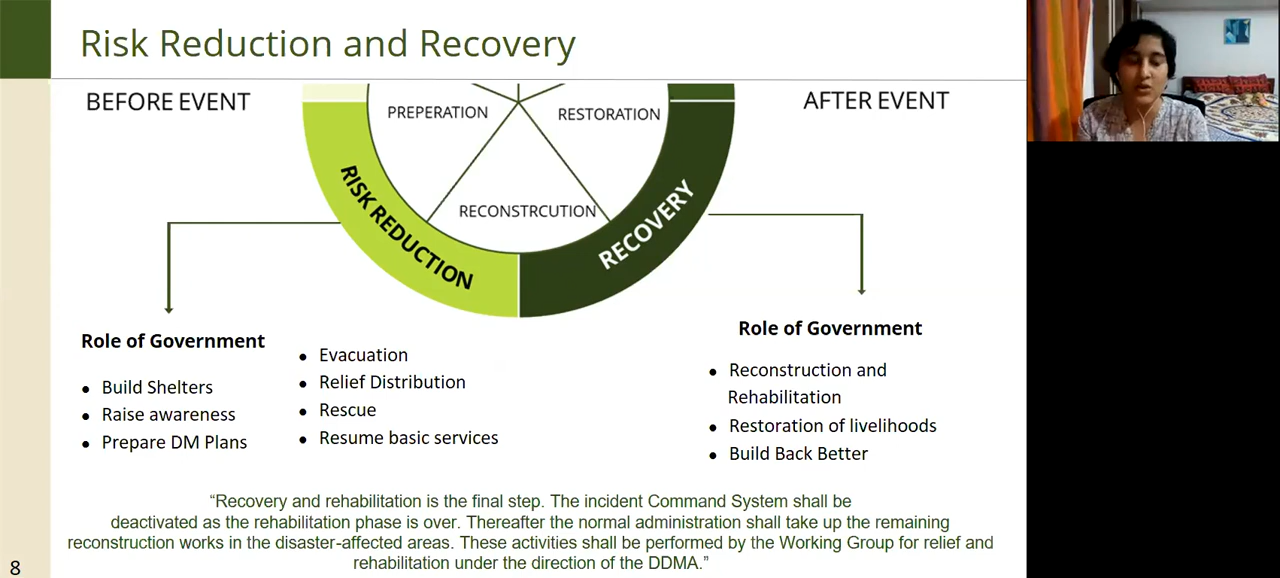 Risk Reduction and Recovery
BEFORE EVENT
AFTER EVENT
PREPERATION
RESTORATION
RECONSTRCUTION
RISK REDUCTION
RECOVERY
Role of Government
● Build Shelters
● Raise awareness
● Prepare DM Plans
● Evacuation
● Relief Distribution
● Rescue
● Resume basic services
Role of Government
● Reconstruction and
Rehabilitation
● Restoration of livelihoods
● Build Back Better
“Recovery and rehabilitation is the final step. The incident Command System shall be
deactivated as the rehabilitation phase is over. Thereafter the normal administration shall take up the remaining
reconstruction works in the disaster-affected areas. These activities shall be performed by the Working Group for relief and
rehabilitation under the direction of the DDMA.”
8